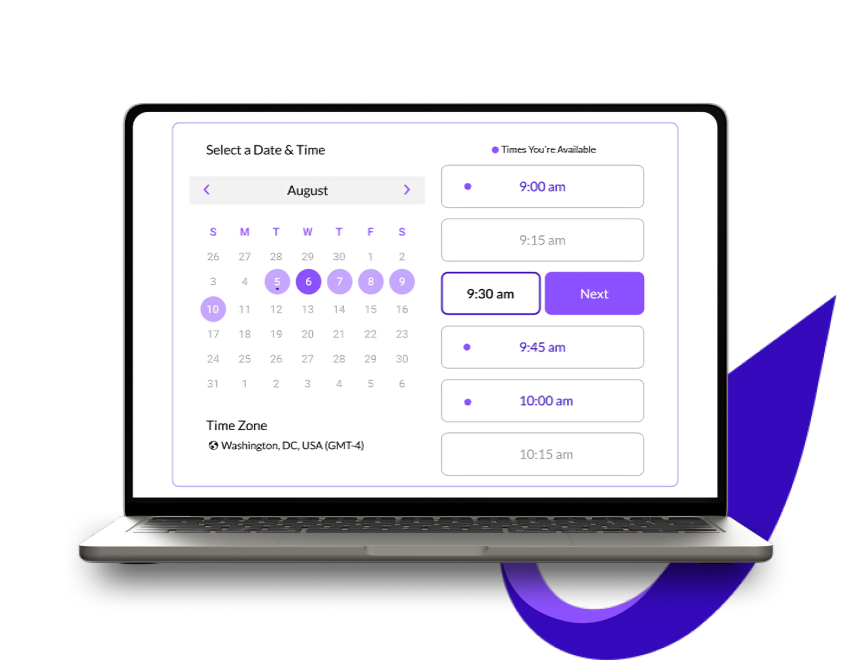 Select a Date & Time
August
S M T W T F S
26 27 28 29 30 1 2
3 4 5 6 7 8 9
10 11 12 13 14 15 16
17 18 19 20 21 22 23
24 25 26 27 28 29 30
31 1 2 3 4 5 6
Time Zone
Washington, DC, USA (GMT-4)
Times You're Available
9:00 am
9:15 am
9:30 am Next
9:45 am
10:00 am
10:15 am